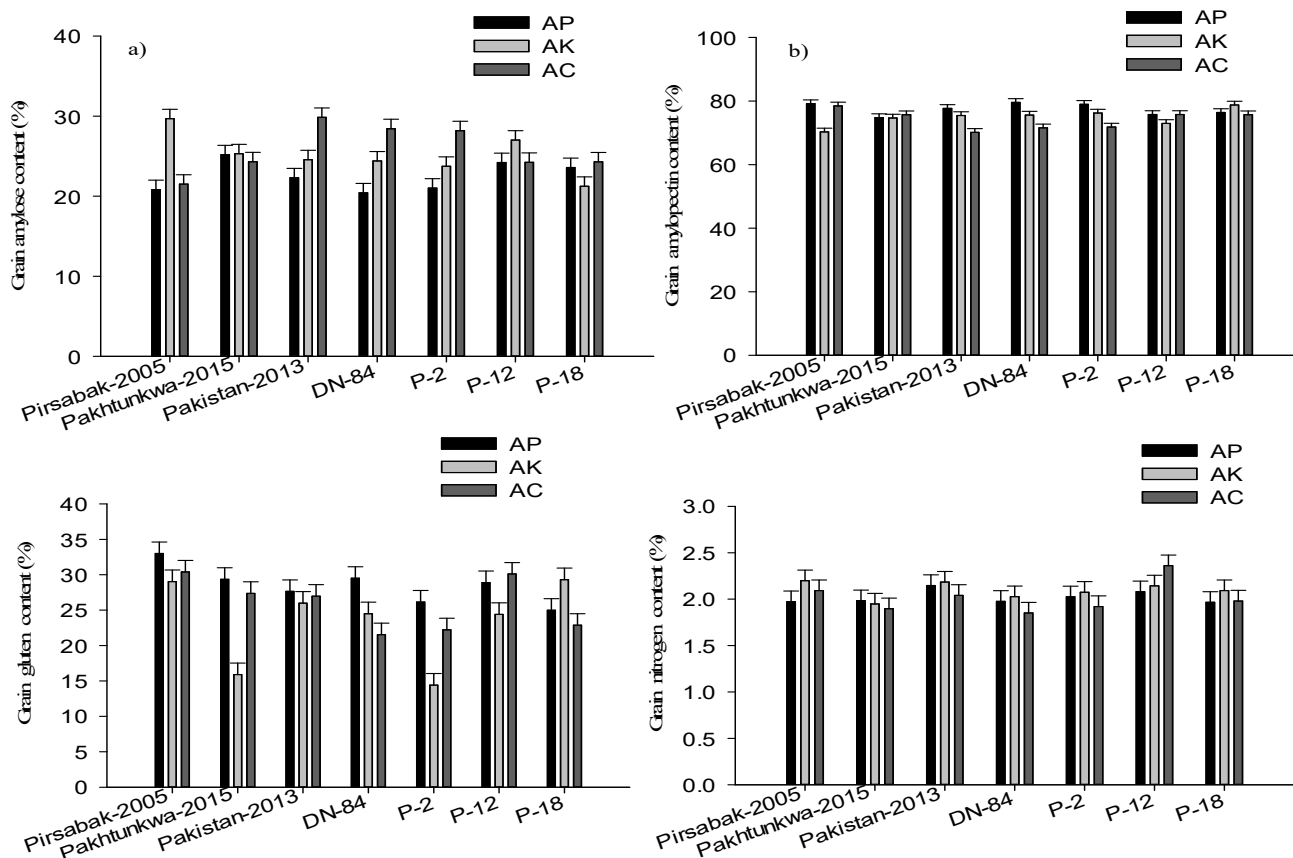 a)
AP
AK
AC
Grain amylose content (%)
40
30
20
10
0
Pirsabak-2005
Pakhtunkwa-2015
Pakistan-2013
DN-84
P-2
P-12
P-18
b)
AP
AK
AC
Grain amylopectin content (%)
100
80
60
40
20
0
Pirsabak-2005
Pakhtunkwa-2015
Pakistan-2013
DN-84
P-2
P-12
P-18
AP
AK
AC
Grain gluten content (%)
40
35
30
25
20
15
10
5
0
Pirsabak-2005
Pakhtunkwa-2015
Pakistan-2013
DN-84
P-2
P-12
P-18
AP
AK
AC
Grain nitrogen content (%)
3.0
2.5
2.0
1.5
1.0
0.5
0.0
Pirsabak-2005
Pakhtunkwa-2015
Pakistan-2013
DN-84
P-2
P-12
P-18